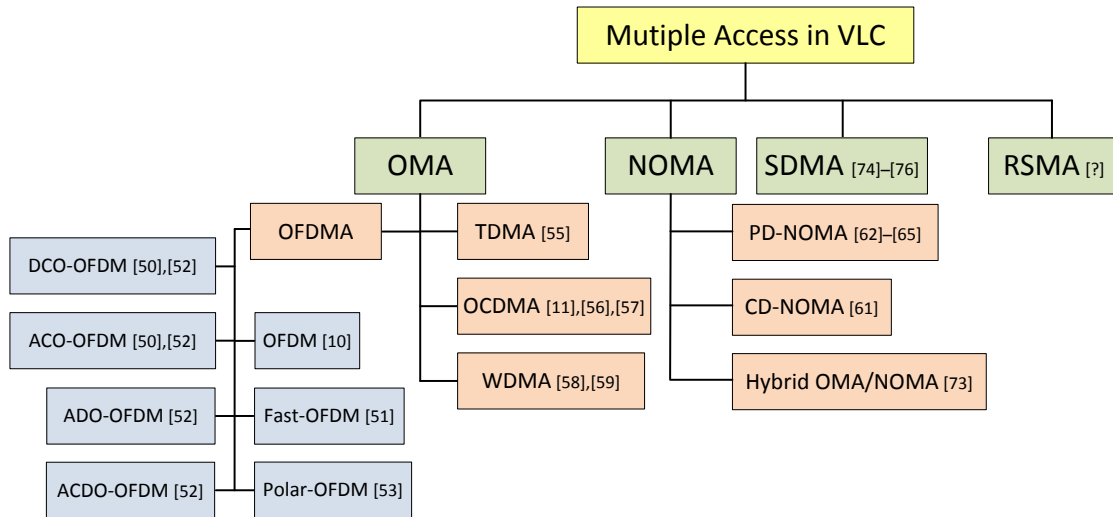 Mutiple Access in VLC
OMA
NOMA
SDMA [74]–[76]
RSMA [?]
OFDMA
TDMA [55]
PD-NOMA [62]–[65]
DCO-OFDM [50],[52]
OCDMA [11],[56],[57]
CD-NOMA [61]
ACO-OFDM [50],[52]
OFDM [10]
WDMA [58],[59]
Hybrid OMA/NOMA [73]
ADO-OFDM [52]
Fast-OFDM [51]
ACDO-OFDM [52]
Polar-OFDM [53]